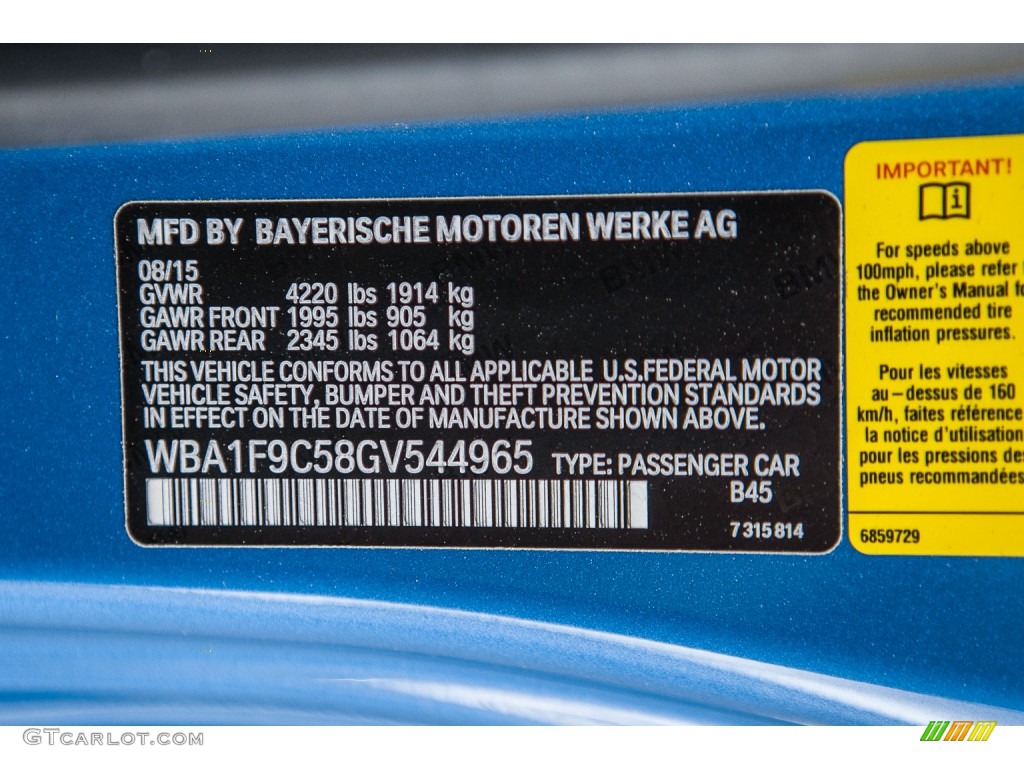 MFD BY BAYERISCHE MOTOREN WERKE AG
08/15
GVWR 4220 lbs 1914 kg
GAWR FRONT 1995 lbs 905 kg
GAWR REAR 2345 lbs 1064 kg
THIS VEHICLE CONFORMS TO ALL APPLICABLE U.S.FEDERAL MOTOR
VEHICLE SAFETY, BUMPER AND THEFT PREVENTION STANDARDS
IN EFFECT ON THE DATE OF MANUFACTURE SHOWN ABOVE.
WBA1F9C58GV544965 TYPE: PASSENGER CAR
B45
7315814
IMPORTANT!
For speeds above
100mph, please refer
the Owner's Manual fo
recommended tire
inflation pressures.
Pour les vitesses
au-dessus de 160
km/h, faites référence
la notice d'utilisation
pour les pressions des
pneus recommandées
6859729
GTCARLOT.COM